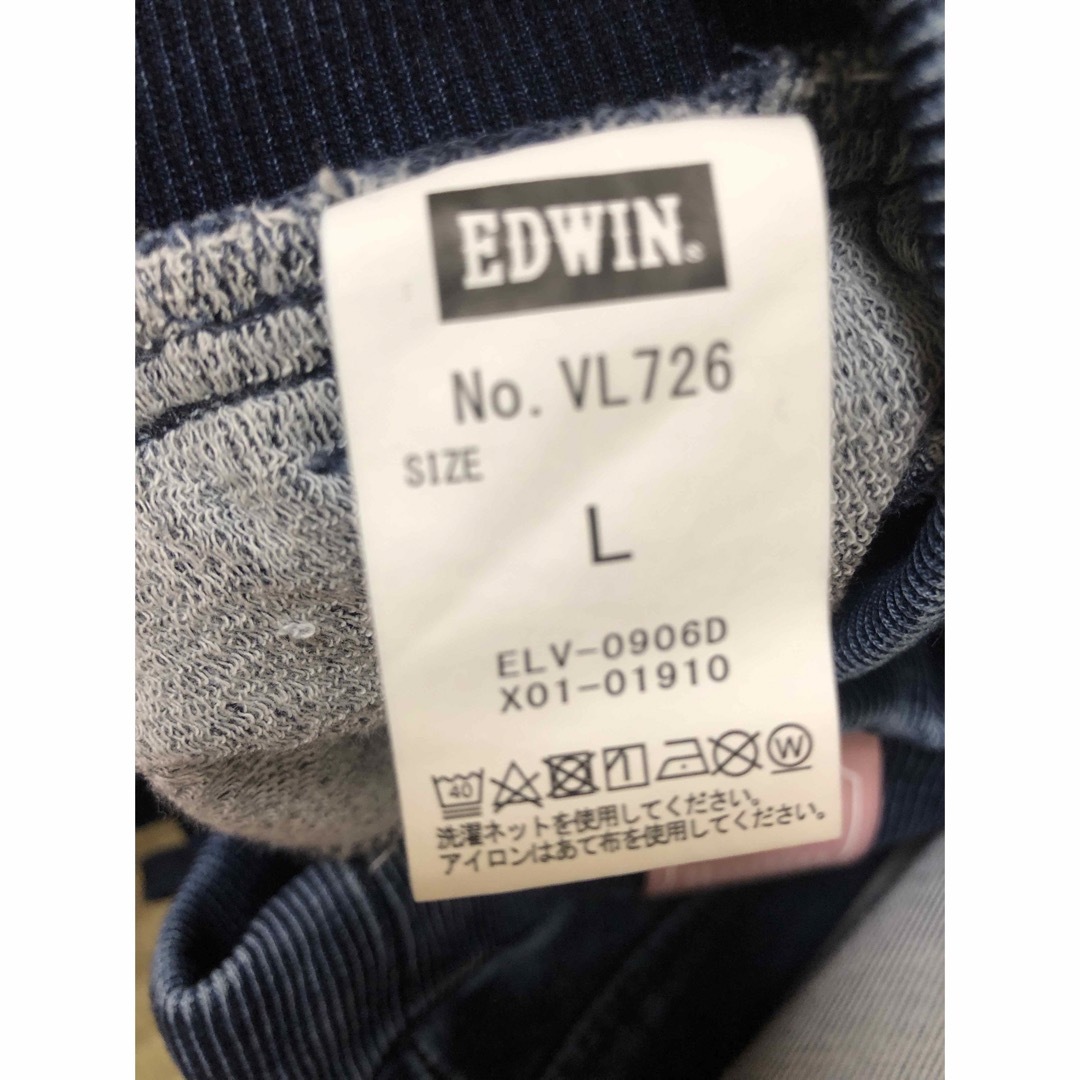 EDWIN.
No. VL726
SIZE
L
ELV-0906D
X01-01910
40 W
洗濯ネットを使用してください。
アイロンはあて布を使用してください。